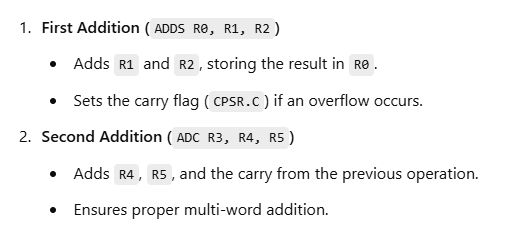 1. First Addition ( ADDS R0, R1, R2 )
• Adds R1 and R2 , storing the result in R0 .
• Sets the carry flag ( CPSR.C ) if an overflow occurs.
2. Second Addition ( ADC R3, R4, R5 )
• Adds R4 , R5 , and the carry from the previous operation.
• Ensures proper multi-word addition.